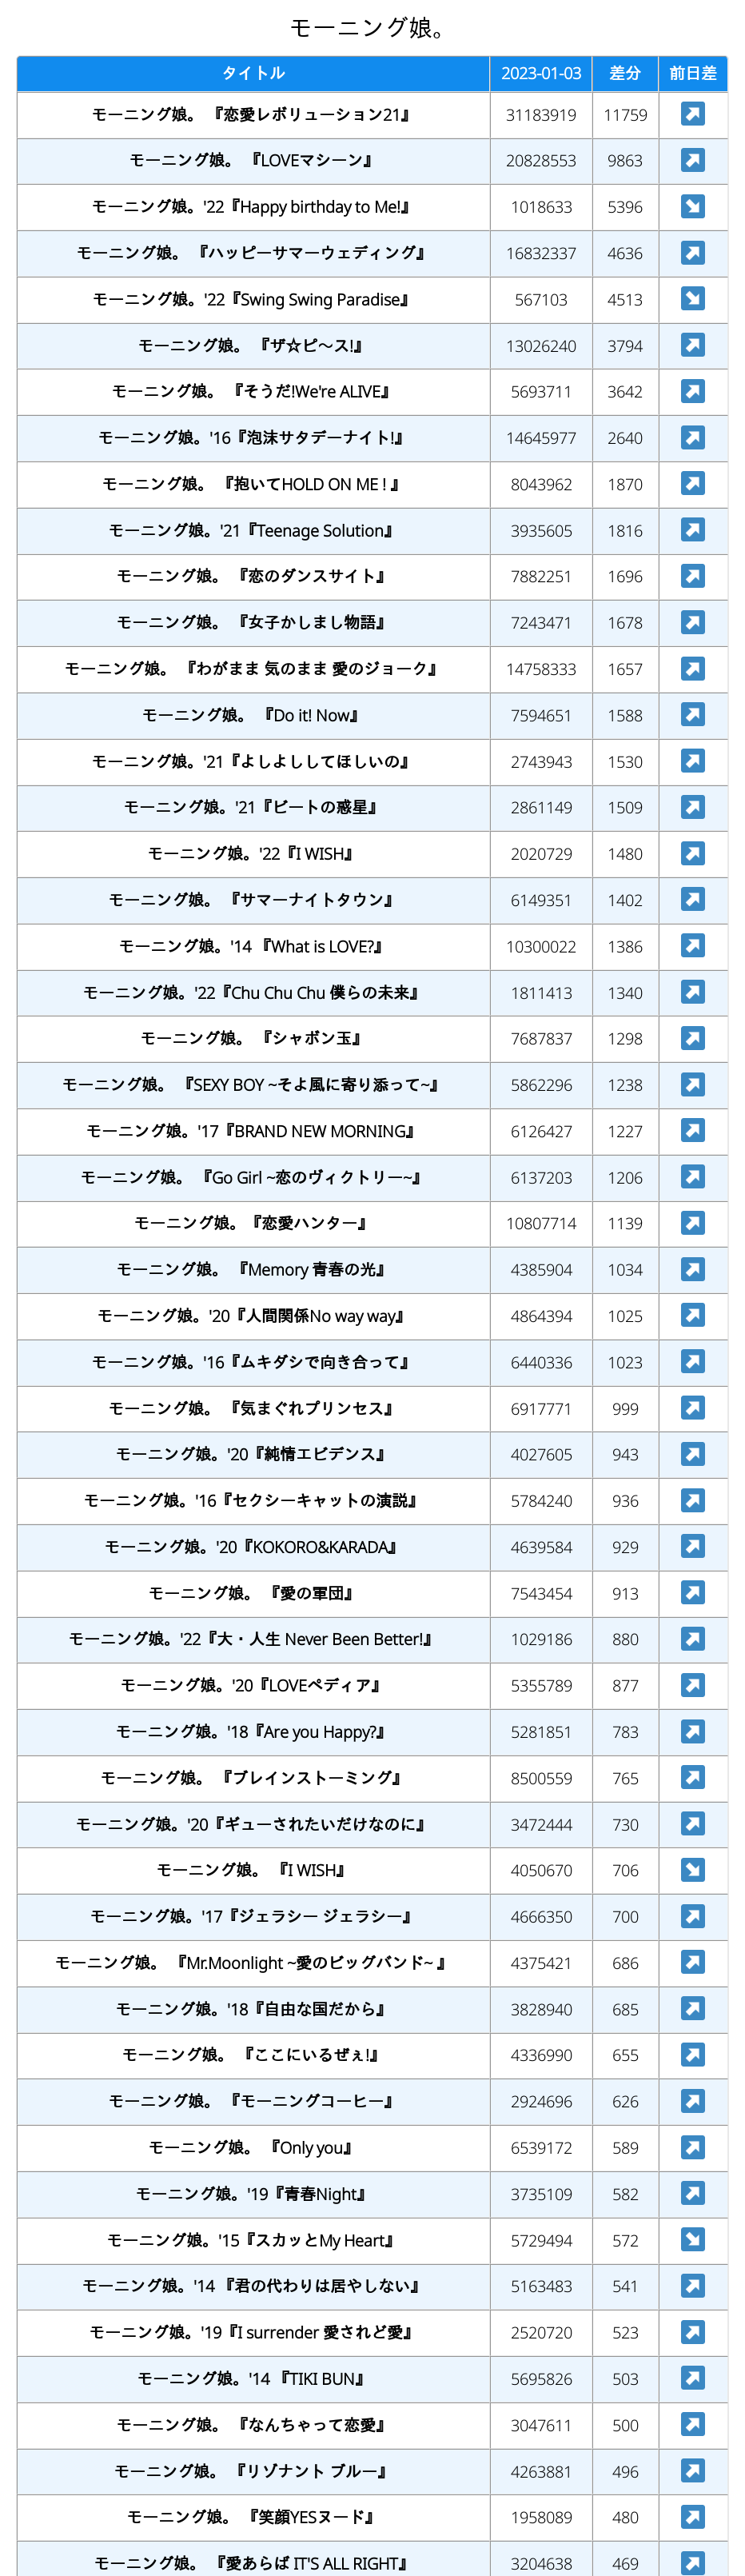 モーニング娘。
タイトル 2023-01-03 差分 前日差
モーニング娘。 『恋愛レボリューション21』 31183919 11759
モーニング娘。 『LOVEマシーン』 20828553 9863
モーニング娘。'22『Happy birthday to Me!』 1018633 5396
モーニング娘。 『ハッピーサマーウェディング』 16832337 4636
モーニング娘。'22『Swing Swing Paradise』 567103 4513
モーニング娘。 『ザ☆ピ〜ス!』 13026240 3794
モーニング娘。 『そうだ!We're ALIVE』 5693711 3642
モーニング娘。'16『泡沫サタデーナイト!』 14645977 2640
モーニング娘。 『抱いてHOLD ON ME ! 』 8043962 1870
モーニング娘。'21『Teenage Solution』 3935605 1816
モーニング娘。 『恋のダンスサイト』 7882251 1696
モーニング娘。 『女子かしまし物語』 7243471 1678
モーニング娘。 『わがまま 気のまま 愛のジョーク』 14758333 1657
モーニング娘。 『Do it! Now』 7594651 1588
モーニング娘。'21『よしよししてほしいの』 2743943 1530
モーニング娘。'21『ビートの惑星』 2861149 1509
モーニング娘。'22『I WISH』 2020729 1480
モーニング娘。 『サマーナイトタウン』 6149351 1402
モーニング娘。'14 『What is LOVE?』 10300022 1386
モーニング娘。'22『Chu Chu Chu 僕らの未来』 1811413 1340
モーニング娘。 『シャボン玉』 7687837 1298
モーニング娘。 『SEXY BOY ~そよ風に寄り添って~』 5862296 1238
モーニング娘。'17『BRAND NEW MORNING』 6126427 1227
モーニング娘。 『Go Girl ~恋のヴィクトリー~』 6137203 1206
モーニング娘。『恋愛ハンター』 10807714 1139
モーニング娘。 『Memory 青春の光』 4385904 1034
モーニング娘。'20『人間関係No way way』 4864394 1025
モーニング娘。'16『ムキダシで向き合って』 6440336 1023
モーニング娘。 『気まぐれプリンセス』 6917771 999
モーニング娘。'20『純情エビデンス』 4027605 943
モーニング娘。'16『セクシーキャットの演説』 5784240 936
モーニング娘。'20『KOKORO&KARADA』 4639584 929
モーニング娘。 『愛の軍団』 7543454 913
モーニング娘。'22『大・人生 Never Been Better!』 1029186 880
モーニング娘。'20『LOVEペディア』 5355789 877
モーニング娘。'18『Are you Happy?』 5281851 783
モーニング娘。 『ブレインストーミング』 8500559 765
モーニング娘。'20『ギューされたいだけなのに』 3472444 730
モーニング娘。 『I WISH』 4050670 706
モーニング娘。'17『ジェラシー ジェラシー』 4666350 700
モーニング娘。 『Mr.Moonlight ~愛のビッグバンド~ 』 4375421 686
モーニング娘。'18『自由な国だから』 3828940 685
モーニング娘。 『ここにいるぜぇ!』 4336990 655
モーニング娘。 『モーニングコーヒー』 2924696 626
モーニング娘。 『Only you』 6539172 589
モーニング娘。'19『青春Night』 3735109 582
モーニング娘。'15『スカッとMy Heart』 5729494 572
モーニング娘。'14 『君の代わりは居やしない』 5163483 541
モーニング娘。'19『I surrender 愛されど愛』 2520720 523
モーニング娘。'14 『TIKI BUN』 5695826 503
モーニング娘。 『なんちゃって恋愛』 3047611 500
モーニング娘。 『リゾナント ブルー』 4263881 496
モーニング娘。 『笑顔YESヌード』 1958089 480
モーニング娘。 『愛あらば IT'S ALL RIGHT』 3204638 469